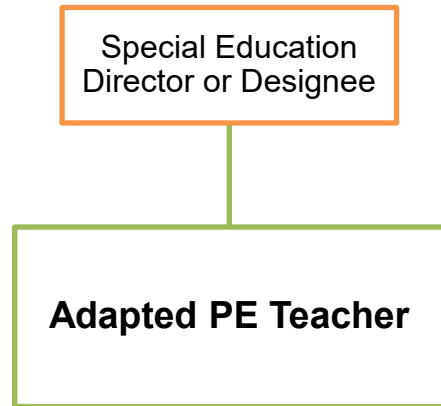 Special Education
Director or Designee
Adapted PE Teacher